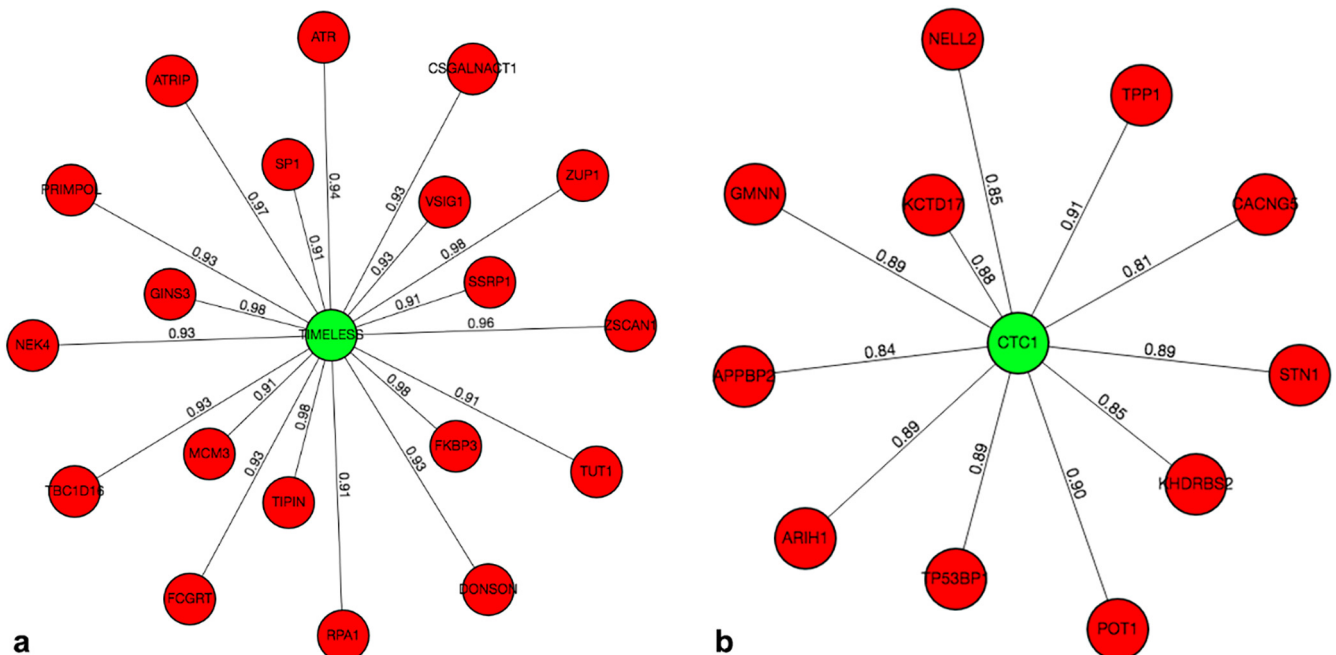 ATR
CSGALNACT1
ATRIP
SP1
ZUP1
PRIMPOL
VSIG1
0.97
0.94
0.93
0.91
0.93
0.98
0.93
SSRP1
GINS3
0.98
0.91
ZSCAN1
0.96
TIMELESS
NEK4
0.93
0.93
0.91
0.98
0.98
0.91
MCM3
FKBP3
0.93
0.93
TUT1
TBC1D16
TIPIN
0.91
DONSON
FCGRT
RPA1
a
NELL2
TPP1
GMNN
KCTD17
CACNG5
0.85
0.91
0.89
0.88
0.81
CTC1
0.84
0.89
APPBP2
STN1
0.85
0.89
0.89
0.90
KHDRBS2
ARIH1
TP53BP1
POT1
b